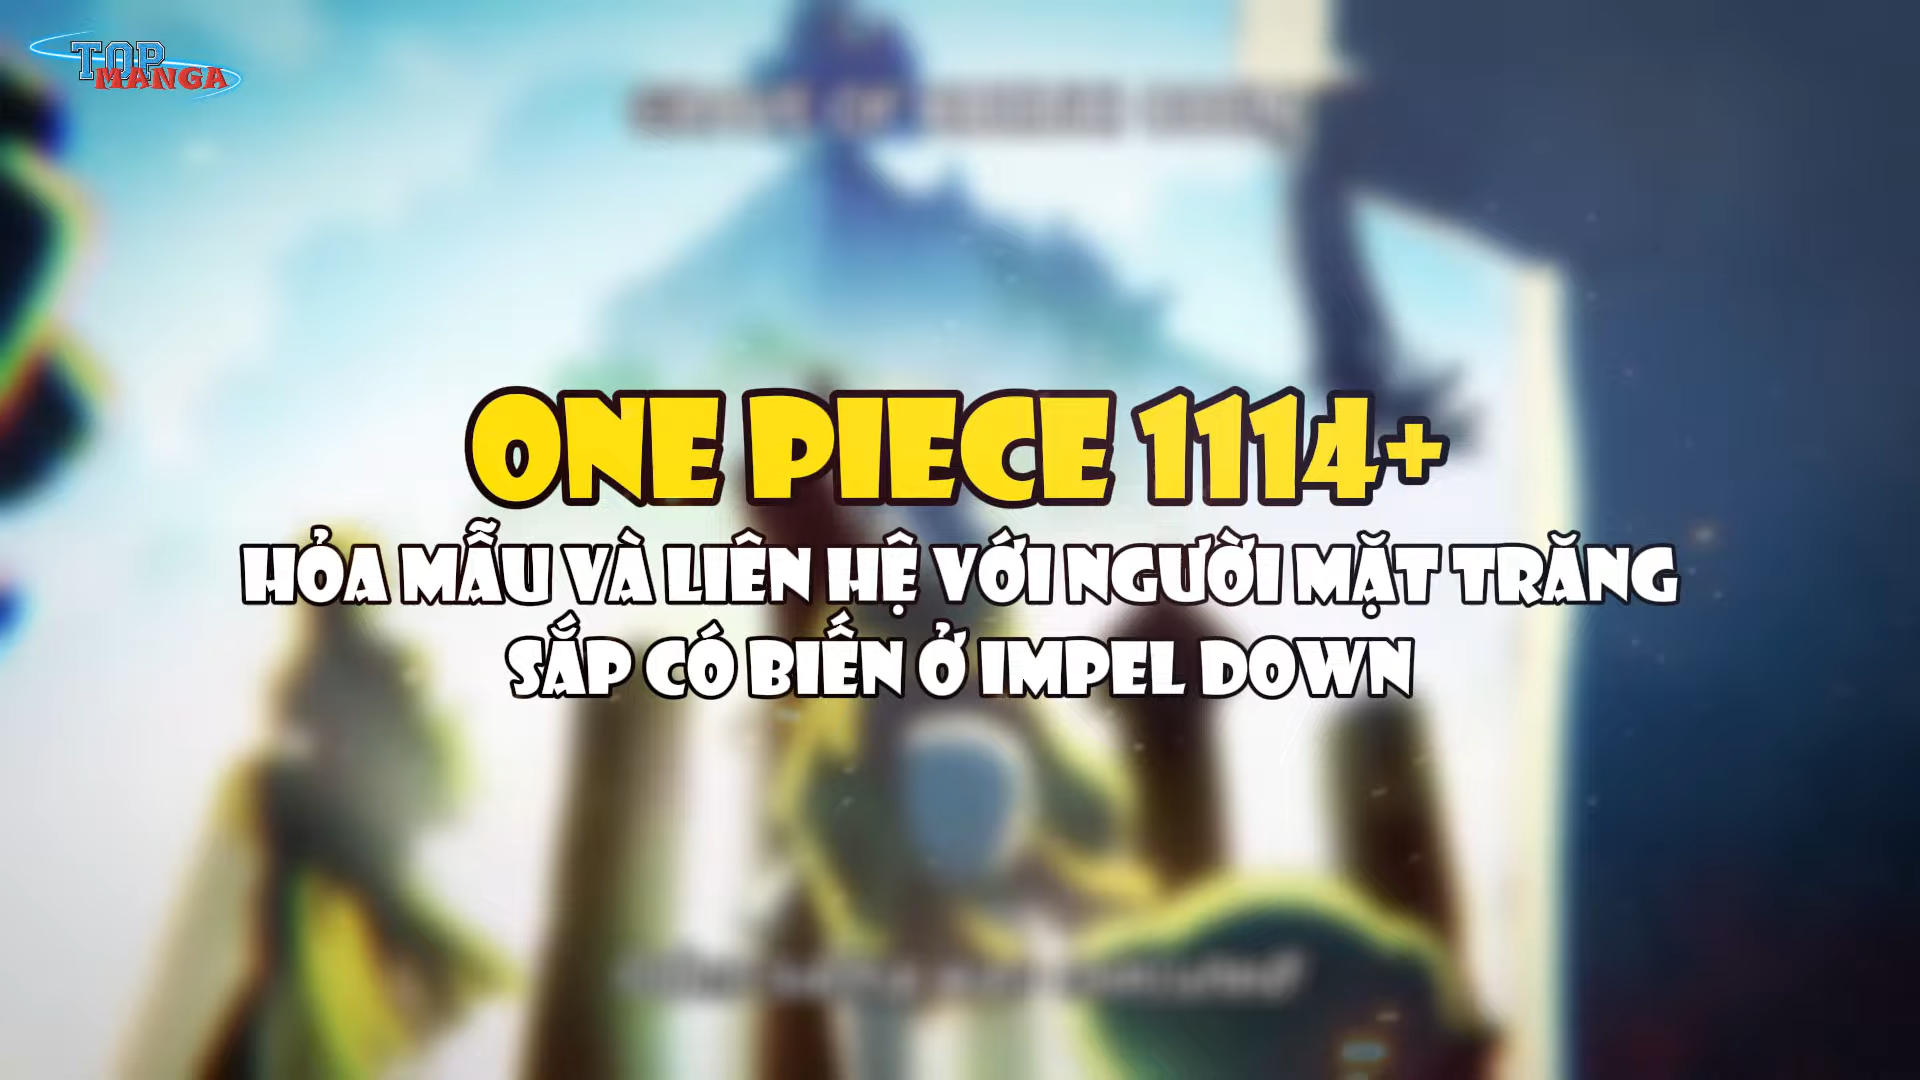 TOP
MANGA
ONE PIECE 1114+
HỎA MẪU VÀ LIÊN HỆ VỚI NGƯỜI MẶT TRĂNG
SẮP CÓ BIẾN Ở IMPEL DOWN